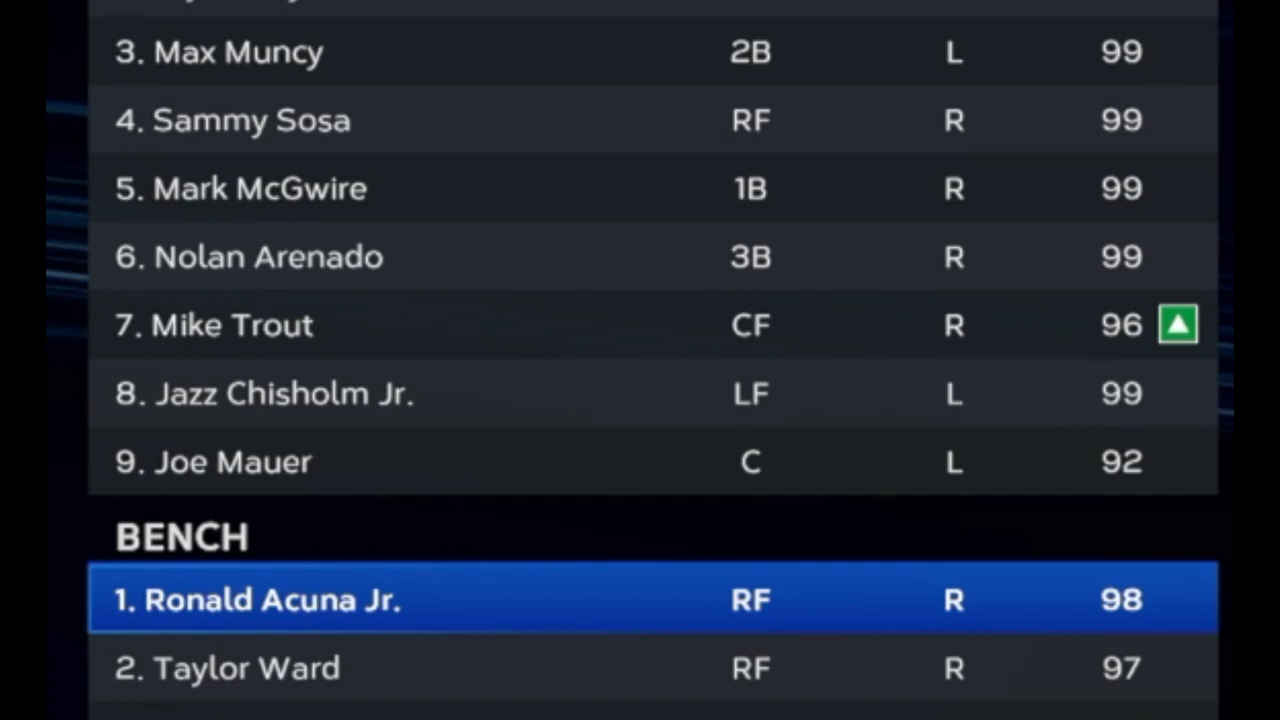 3. Max Muncy 2B L 99
4. Sammy Sosa RF R 99
5. Mark McGwire 1B R 99
6. Nolan Arenado 3B R 99
7. Mike Trout CF R 96
8. Jazz Chisholm Jr. LF L 99
9. Joe Mauer C L 92
BENCH
1. Ronald Acuna Jr. RF R 98
2. Taylor Ward RF R 97